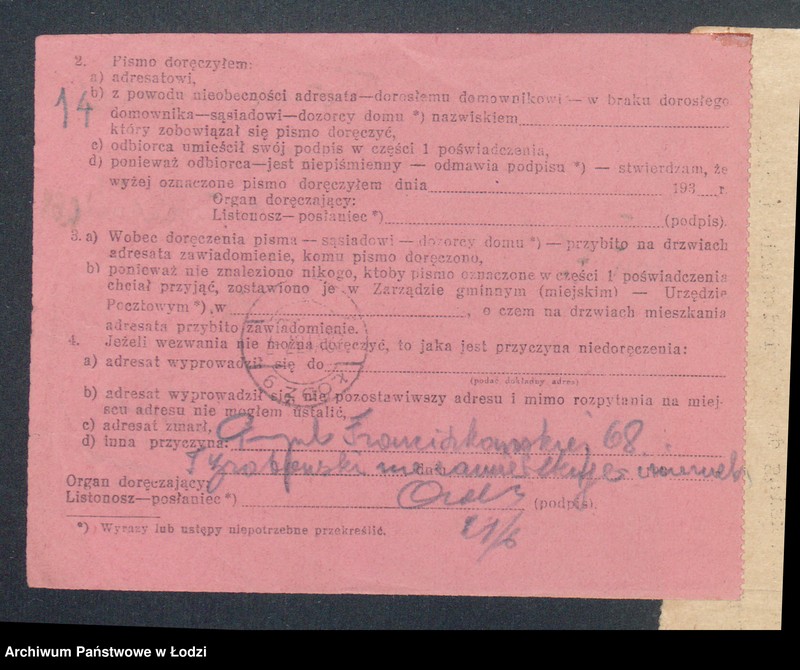 2. Pismo doręczyłem:
a) adresatowi,
14
b) z powodu nieobecności adresata—dorosłemu domownikowi — w braku dorosłego
domownika—sąsiadowi—dozorcy domu *) nazwiskiem
który zobowiązał się pismo doręczyć,
c) odbiorca umieścił swój podpis w części 1 poświadczenia,
d) ponieważ odbiorca—jest niepiśmienny — odmawia podpisu *) — stwierdzam, że
wyżej oznaczone pismo doręczyłem dnia 193 r.
Organ doręczający:
Listonosz—posłaniec *) (podpis).
3. a) Wobec doręczenia pisma — sąsiadowi — dozorcy domu *) — przybito na drzwiach
adresata zawiadomienie, komu pismo doręczono,
b) ponieważ nie znaleziono nikogo, ktoby pismo oznaczone w części 1 poświadczenia
chciał przyjąć, zostawiono je w Zarządzie gminnym (miejskim) — Urzędzie
Pocztowym *) w , o czem na drzwiach mieszkania
adresata przybito zawiadomienie.
4. Jeżeli wezwania nie można doręczyć, to jaka jest przyczyna niedoręczenia:
a) adresat wyprowadził się do
(podać dokładny adres)
b) adresat wyprowadził się, nie pozostawiwszy adresu i mimo rozpytania na miej-
scu adresu nie mogłem ustalić,
c) adresat zmarł,
d) inna przyczyna: Franciszkańskiej 68
dnia
Organ doręczający:
Listonosz—posłaniec *) (podpis).
21/6
*) Wyrazy lub ustępy niepotrzebne przekreślić.
Archiwum Państwowe w Łodzi